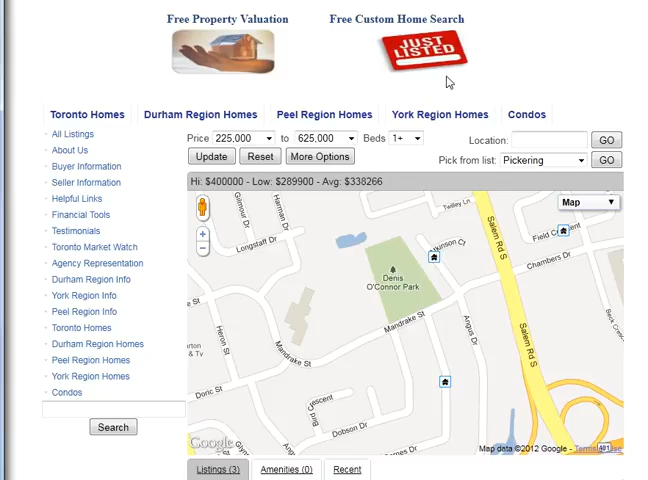 Free Property Valuation
Free Custom Home Search
JUST LISTED
Toronto Homes
Durham Region Homes
Peel Region Homes
York Region Homes
Condos
All Listings
About Us
Buyer Information
Seller Information
Helpful Links
Financial Tools
Testimonials
Toronto Market Watch
Agency Representation
Durham Region Info
York Region Info
Peel Region Info
Toronto Homes
Durham Region Homes
Peel Region Homes
York Region Homes
Condos
Search
Price 225,000 to 625,000 Beds 1+
Location: GO
Update Reset More Options
Pick from list: Pickering GO
Hi: $400000 - Low: $289900 - Avg: $338266
Map
Gilmour Dr
Harman Dr
Twilley Ln
Longstaff Dr
Salem Rd S
Chambers Dr
Denis O'Connor Park
Mandrake St
Heron St
Angus Dr
Salem Rd S
Mandrake St
Doric St
Bird Crescent
Dobson Dr
Google
Map data ©2012 Google -
401
Listings (3)
Amenities (0)
Recent